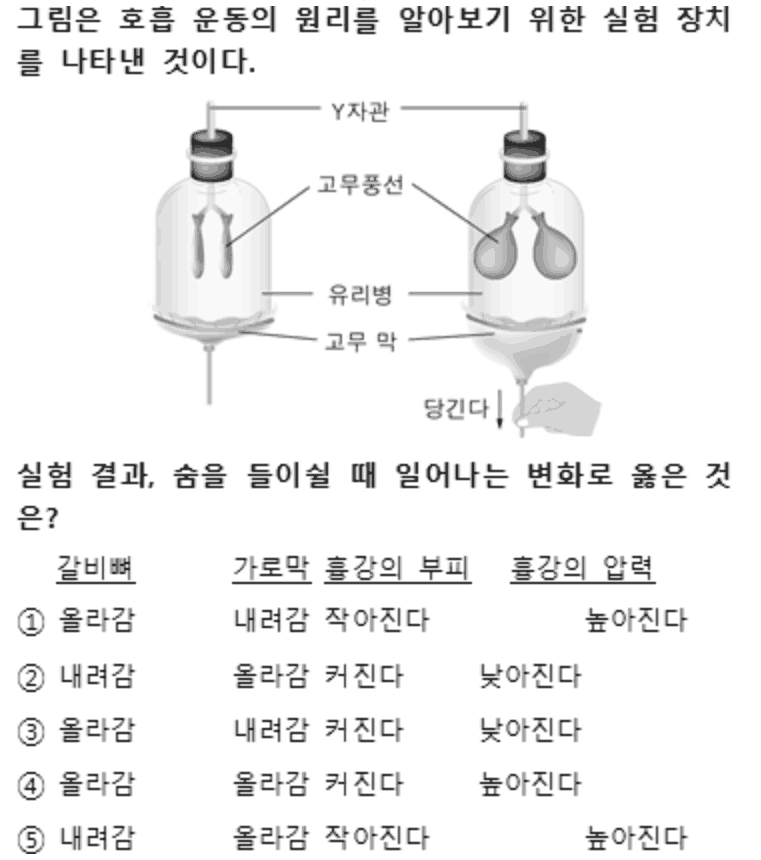 그림은 호흡 운동의 원리를 알아보기 위한 실험 장치
를 나타낸 것이다.
Y자관
고무풍선
유리병
고무 막
당긴다
실험 결과, 숨을 들이쉴 때 일어나는 변화로 옳은 것
은?
갈비뼈 가로막 흉강의 부피 흉강의 압력
① 올라감 내려감 작아진다 높아진다
② 내려감 올라감 커진다 낮아진다
③ 올라감 내려감 커진다 낮아진다
④ 올라감 올라감 커진다 높아진다
⑤ 내려감 올라감 작아진다 높아진다